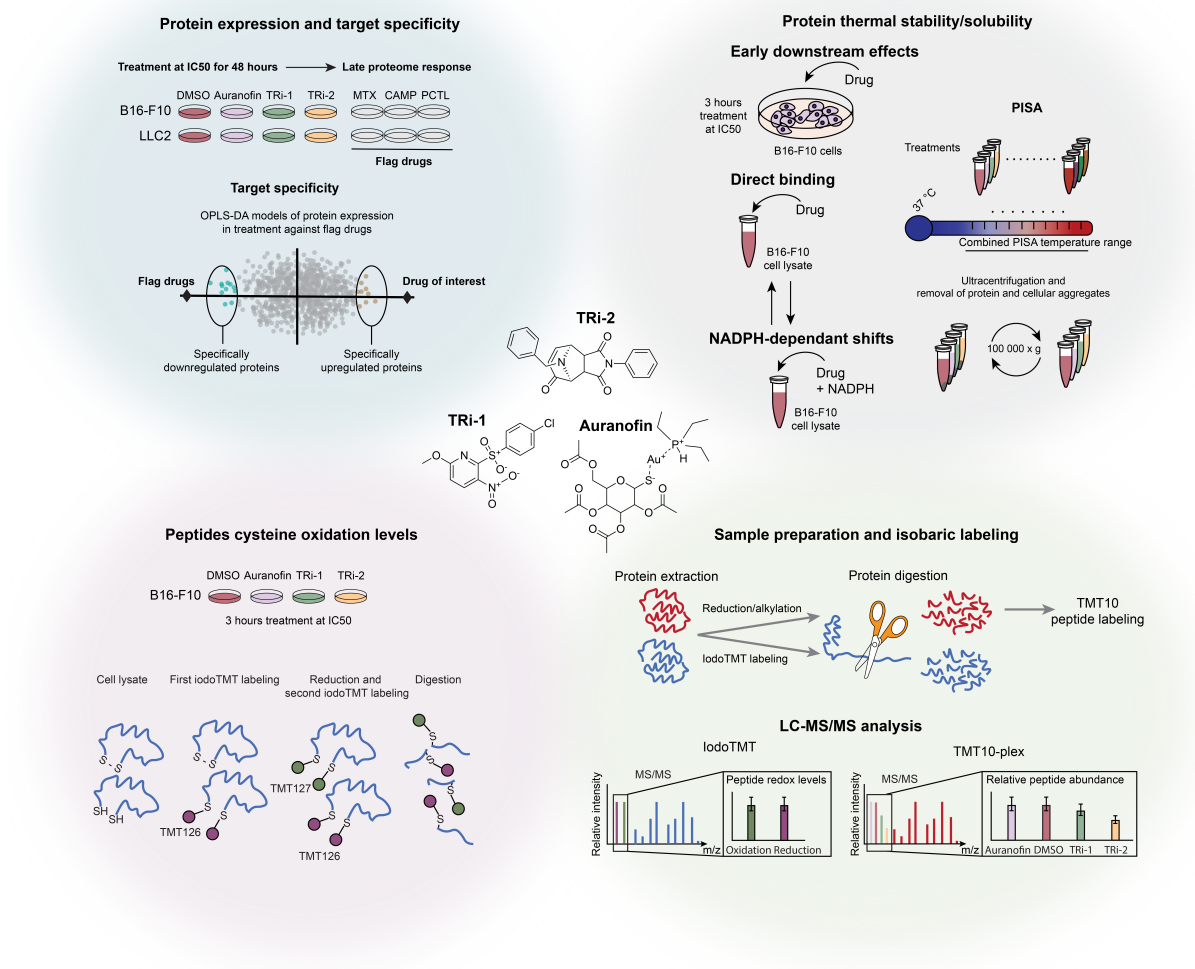 Protein expression and target specificity
Treatment at IC50 for 48 hours
Late proteome response
DMSO Auranofin TRi-1 TRi-2 MTX CAMP PCTL
B16-F10
LLC2
Flag drugs
Target specificity
OPLS-DA models of protein expression
in treatment against flag drugs
Flag drugs
Drug of interest
Specifically
downregulated proteins
Specifically
upregulated proteins
Protein thermal stability/solubility
Early downstream effects
Drug
3 hours
treatment
at IC50
B16-F10 cells
Direct binding
Drug
B16-F10
cell lysate
NADPH-dependant shifts
Drug
+ NADPH
B16-F10
cell lysate
PISA
Treatments
37 °C
Combined PISA temperature range
Ultracentrifugation and
removal of protein and cellular aggregates
100 000 x g
TRi-2
N
O
O
N
O
TRi-1
Cl
O
S+
O-
N
O
N+
O-
O
Auranofin
P+
H
Au+
S-
O
O
O
O
O
O
O
O
O
O
Peptides cysteine oxidation levels
DMSO Auranofin TRi-1 TRi-2
B16-F10
3 hours treatment at IC50
Cell lysate
First iodoTMT labeling
Reduction and
second iodoTMT labeling
Digestion
S S
SH
SH
S S
S
S
TMT126
S
S
TMT127
S
S
TMT126
S
S
S
S
Sample preparation and isobaric labeling
Protein extraction
Protein digestion
Reduction/alkylation
IodoTMT labeling
TMT10
peptide labeling
LC-MS/MS analysis
IodoTMT
Relative intensity
MS/MS
m/z
Peptide redox levels
Oxidation Reduction
TMT10-plex
Relative intensity
MS/MS
m/z
Relative peptide abundance
Auranofin DMSO TRi-1 TRi-2